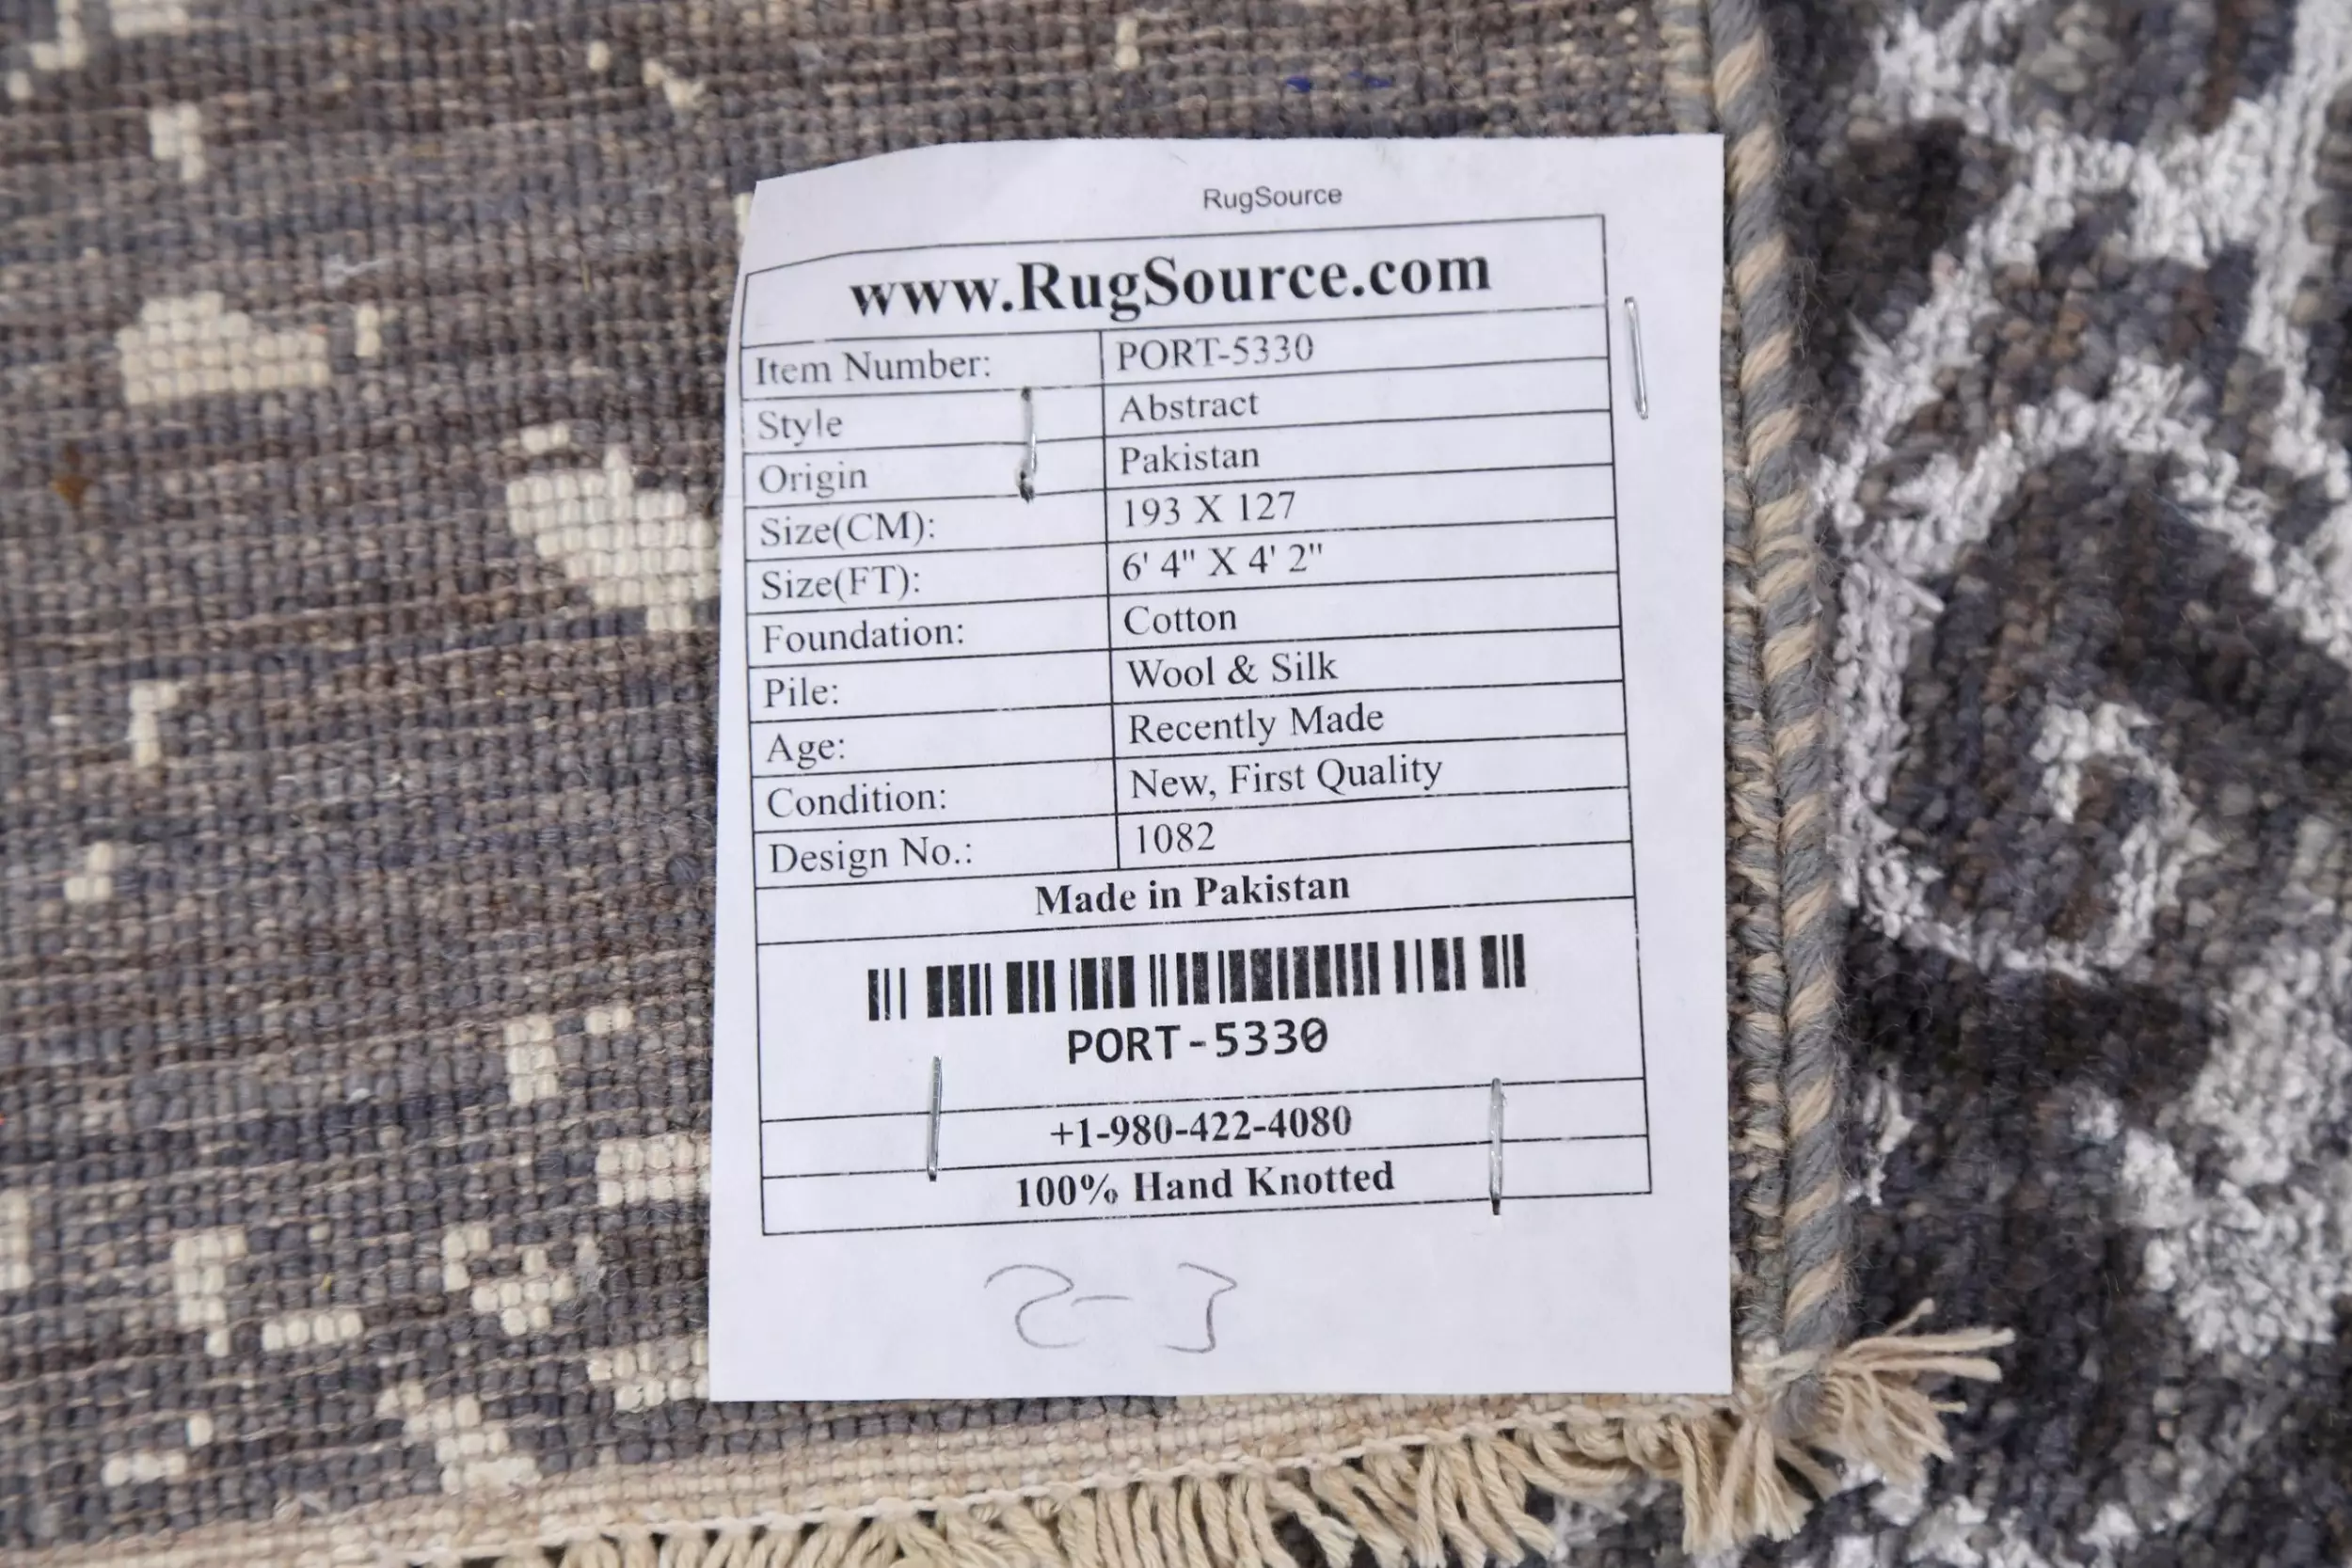 RugSource
www.RugSource.com
Item Number: PORT-5330
Style Abstract
Origin Pakistan
Size(CM): 193 X 127
Size(FT): 6' 4" X 4' 2"
Foundation: Cotton
Pile: Wool & Silk
Age: Recently Made
Condition: New, First Quality
Design No.: 1082
Made in Pakistan
PORT-5330
+1-980-422-4080
100% Hand Knotted